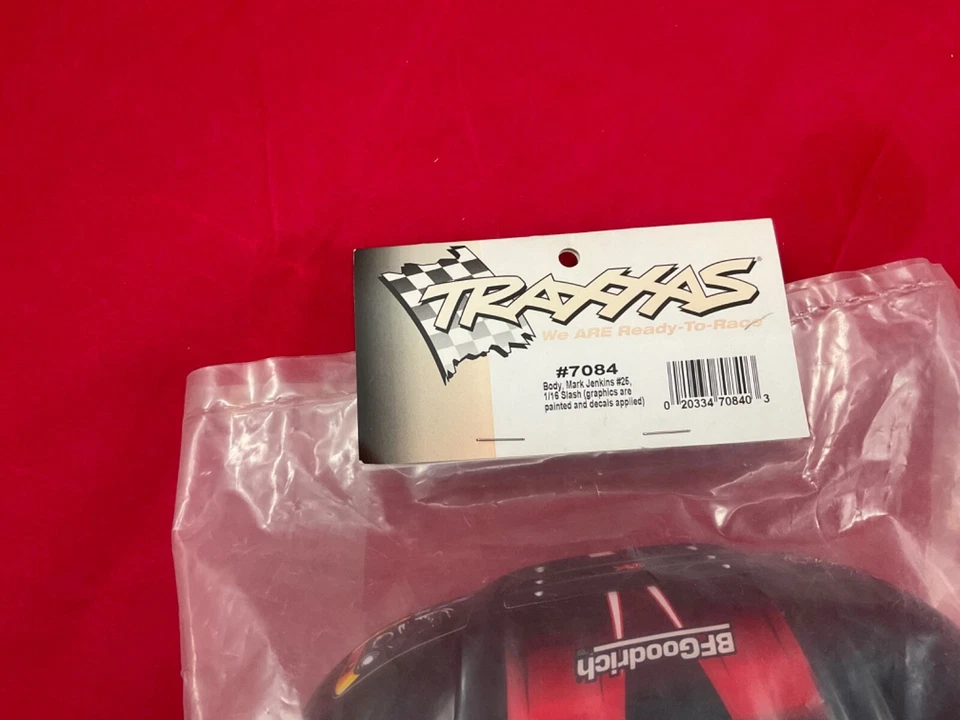 TRAXXAS®
We ARE Ready-To-Race
#7084
Body, Mark Jenkins #25,
1/16 Slash (graphics are
painted and decals applied)
0 20334 70840 3
BFGoodrich